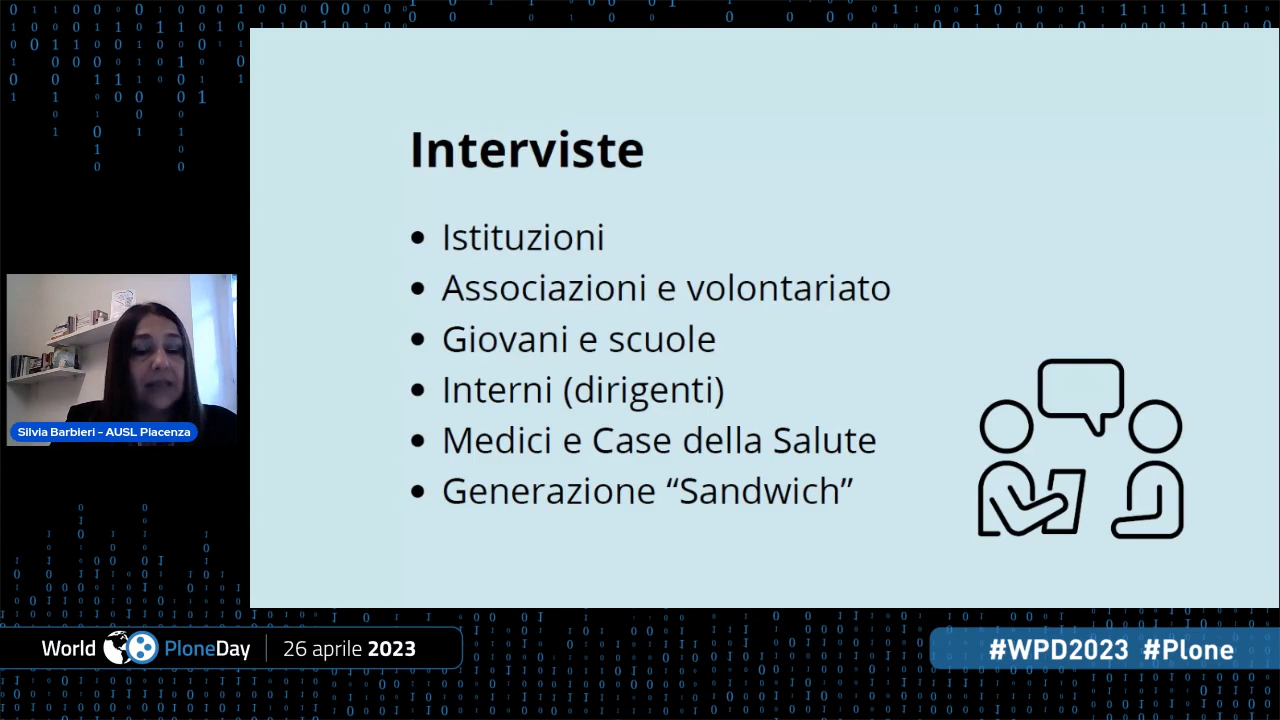 Interviste
• Istituzioni
• Associazioni e volontariato
• Giovani e scuole
• Interni (dirigenti)
• Medici e Case della Salute
• Generazione “Sandwich”
Silvia Barbieri - AUSL Piacenza
World PloneDay | 26 aprile 2023
#WPD2023 #Plone